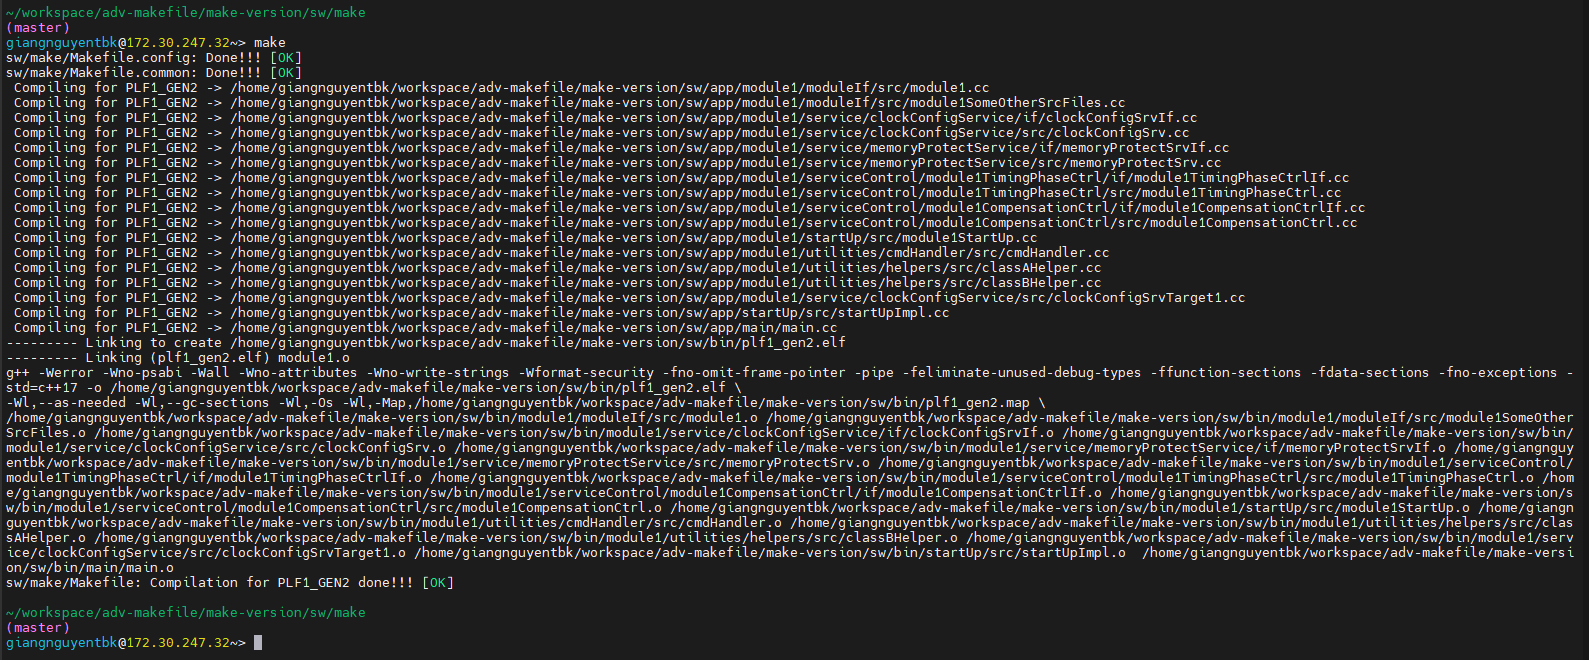 ~/workspace/adv-makefile/make-version/sw/make
(master)
giangnguyentbk@172.30.247.32~> make
sw/make/Makefile.config: Done!!! [OK]
sw/make/Makefile.common: Done!!! [OK]
 Compiling for PLF1_GEN2 -> /home/giangnguyentbk/workspace/adv-makefile/make-version/sw/app/module1/moduleIf/src/module1.cc
 Compiling for PLF1_GEN2 -> /home/giangnguyentbk/workspace/adv-makefile/make-version/sw/app/module1/moduleIf/src/module1SomeOtherSrcFiles.cc
 Compiling for PLF1_GEN2 -> /home/giangnguyentbk/workspace/adv-makefile/make-version/sw/app/module1/service/clockConfigService/if/clockConfigSrvIf.cc
 Compiling for PLF1_GEN2 -> /home/giangnguyentbk/workspace/adv-makefile/make-version/sw/app/module1/service/clockConfigService/src/clockConfigSrv.cc
 Compiling for PLF1_GEN2 -> /home/giangnguyentbk/workspace/adv-makefile/make-version/sw/app/module1/service/memoryProtectService/if/memoryProtectSrvIf.cc
 Compiling for PLF1_GEN2 -> /home/giangnguyentbk/workspace/adv-makefile/make-version/sw/app/module1/service/memoryProtectService/src/memoryProtectSrv.cc
 Compiling for PLF1_GEN2 -> /home/giangnguyentbk/workspace/adv-makefile/make-version/sw/app/module1/serviceControl/module1TimingPhaseCtrl/if/module1TimingPhaseCtrlIf.cc
 Compiling for PLF1_GEN2 -> /home/giangnguyentbk/workspace/adv-makefile/make-version/sw/app/module1/serviceControl/module1TimingPhaseCtrl/src/module1TimingPhaseCtrl.cc
 Compiling for PLF1_GEN2 -> /home/giangnguyentbk/workspace/adv-makefile/make-version/sw/app/module1/serviceControl/module1CompensationCtrl/if/module1CompensationCtrlIf.cc
 Compiling for PLF1_GEN2 -> /home/giangnguyentbk/workspace/adv-makefile/make-version/sw/app/module1/serviceControl/module1CompensationCtrl/src/module1CompensationCtrl.cc
 Compiling for PLF1_GEN2 -> /home/giangnguyentbk/workspace/adv-makefile/make-version/sw/app/module1/startUp/src/module1StartUp.cc
 Compiling for PLF1_GEN2 -> /home/giangnguyentbk/workspace/adv-makefile/make-version/sw/app/module1/utilities/cmdHandler/src/cmdHandler.cc
 Compiling for PLF1_GEN2 -> /home/giangnguyentbk/workspace/adv-makefile/make-version/sw/app/module1/utilities/helpers/src/classAHelper.cc
 Compiling for PLF1_GEN2 -> /home/giangnguyentbk/workspace/adv-makefile/make-version/sw/app/module1/utilities/helpers/src/classBHelper.cc
 Compiling for PLF1_GEN2 -> /home/giangnguyentbk/workspace/adv-makefile/make-version/sw/app/module1/service/clockConfigService/src/clockConfigSrvTarget1.cc
 Compiling for PLF1_GEN2 -> /home/giangnguyentbk/workspace/adv-makefile/make-version/sw/app/startUp/src/startUpImpl.cc
 Compiling for PLF1_GEN2 -> /home/giangnguyentbk/workspace/adv-makefile/make-version/sw/app/main/main.cc
--------- Linking to create /home/giangnguyentbk/workspace/adv-makefile/make-version/sw/bin/plf1_gen2.elf
--------- Linking (plf1_gen2.elf) module1.o
g++ -Werror -Wno-psabi -Wall -Wno-attributes -Wno-write-strings -Wformat-security -fno-omit-frame-pointer -pipe -feliminate-unused-debug-types -ffunction-sections -fdata-sections -fno-exceptions -
std=c++17 -o /home/giangnguyentbk/workspace/adv-makefile/make-version/sw/bin/plf1_gen2.elf \
-Wl,--as-needed -Wl,--gc-sections -Wl,-Os -Wl,-Map,/home/giangnguyentbk/workspace/adv-makefile/make-version/sw/bin/plf1_gen2.map \
/home/giangnguyentbk/workspace/adv-makefile/make-version/sw/bin/module1/moduleIf/src/module1.o /home/giangnguyentbk/workspace/adv-makefile/make-version/sw/bin/module1/moduleIf/src/module1SomeOther
SrcFiles.o /home/giangnguyentbk/workspace/adv-makefile/make-version/sw/bin/module1/service/clockConfigService/if/clockConfigSrvIf.o /home/giangnguyentbk/workspace/adv-makefile/make-version/sw/bin/
module1/service/clockConfigService/src/clockConfigSrv.o /home/giangnguyentbk/workspace/adv-makefile/make-version/sw/bin/module1/service/memoryProtectService/if/memoryProtectSrvIf.o /home/giangnguy
entbk/workspace/adv-makefile/make-version/sw/bin/module1/service/memoryProtectService/src/memoryProtectSrv.o /home/giangnguyentbk/workspace/adv-makefile/make-version/sw/bin/module1/serviceControl/
module1TimingPhaseCtrl/if/module1TimingPhaseCtrlIf.o /home/giangnguyentbk/workspace/adv-makefile/make-version/sw/bin/module1/serviceControl/module1TimingPhaseCtrl/src/module1TimingPhaseCtrl.o /hom
e/giangnguyentbk/workspace/adv-makefile/make-version/sw/bin/module1/serviceControl/module1CompensationCtrl/if/module1CompensationCtrlIf.o /home/giangnguyentbk/workspace/adv-makefile/make-version/s
w/bin/module1/serviceControl/module1CompensationCtrl/src/module1CompensationCtrl.o /home/giangnguyentbk/workspace/adv-makefile/make-version/sw/bin/module1/startUp/src/module1StartUp.o /home/giangn
guyentbk/workspace/adv-makefile/make-version/sw/bin/module1/utilities/cmdHandler/src/cmdHandler.o /home/giangnguyentbk/workspace/adv-makefile/make-version/sw/bin/module1/utilities/helpers/src/clas
sAHelper.o /home/giangnguyentbk/workspace/adv-makefile/make-version/sw/bin/module1/utilities/helpers/src/classBHelper.o /home/giangnguyentbk/workspace/adv-makefile/make-version/sw/bin/module1/serv
ice/clockConfigService/src/clockConfigSrvTarget1.o /home/giangnguyentbk/workspace/adv-makefile/make-version/sw/bin/startUp/src/startUpImpl.o  /home/giangnguyentbk/workspace/adv-makefile/make-versi
on/sw/bin/main/main.o
sw/make/Makefile: Compilation for PLF1_GEN2 done!!! [OK]
~/workspace/adv-makefile/make-version/sw/make
(master)
giangnguyentbk@172.30.247.32~>